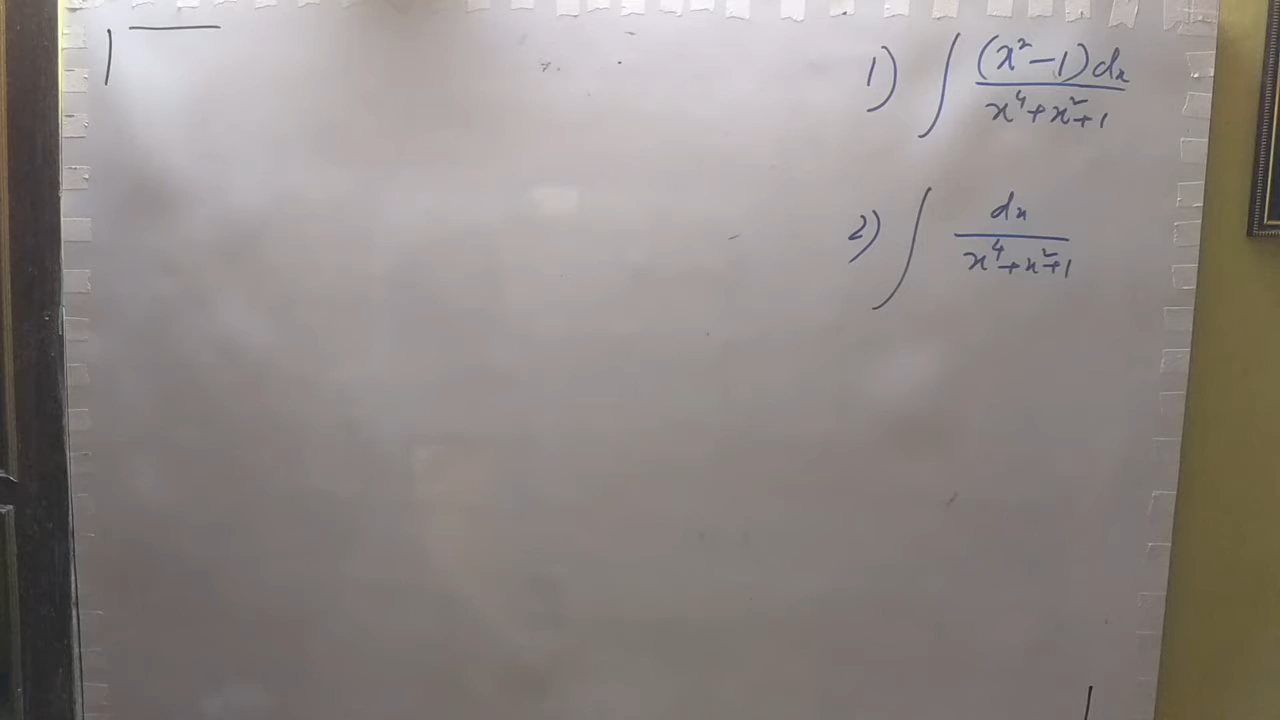 1) ∫ (x²-1)dx / x⁴+x²+1
2) ∫ dx / x⁴+x²+1